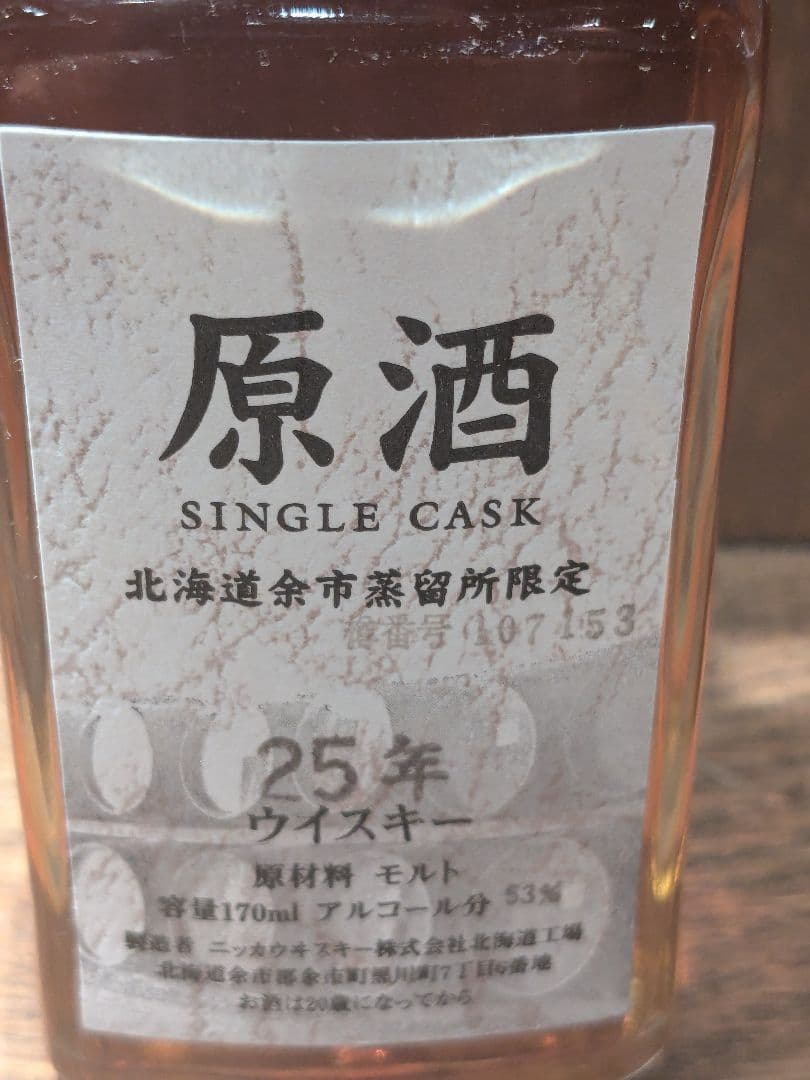 原酒
SINGLE CASK
北海道余市蒸留所限定
樽番号 107153
25年
ウイスキー
原材料 モルト
容量170ml アルコール分 53%
製造者 ニッカウヰスキー株式会社北海道工場
北海道余市郡余市町黒川町7丁目6番地
お酒は20歳になってから